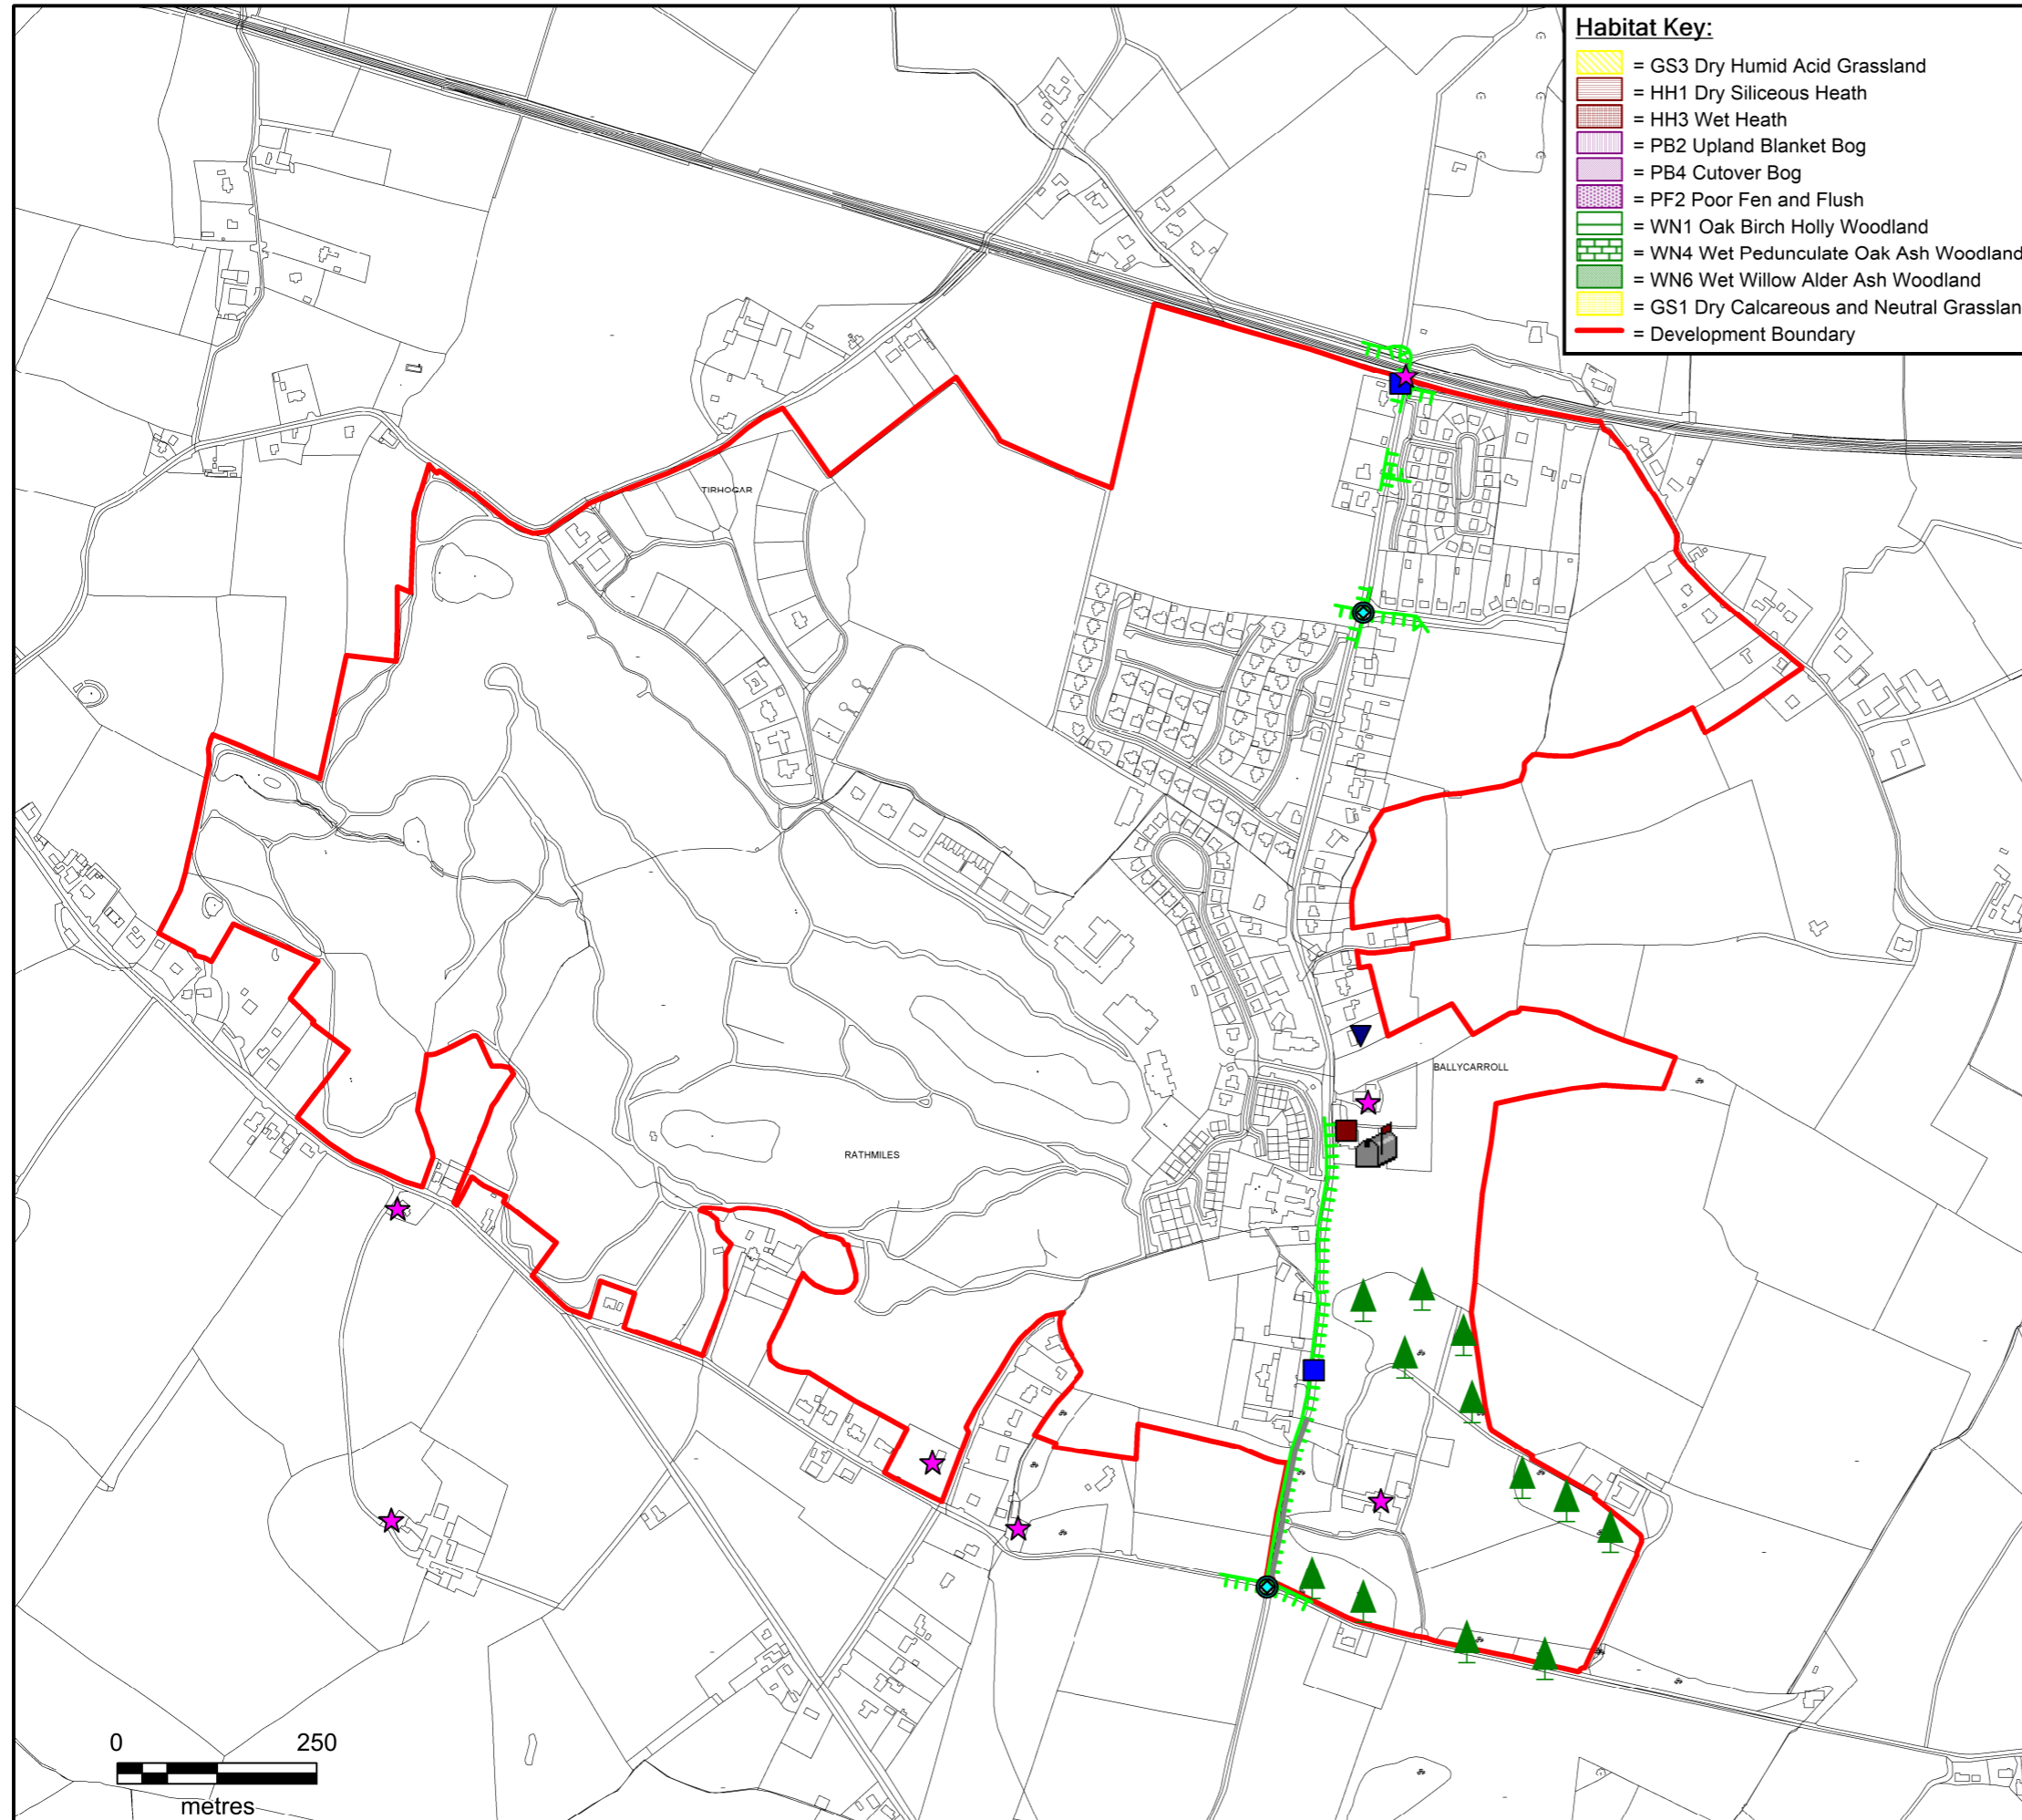 Habitat Key:
= GS3 Dry Humid Acid Grassland
= HH1 Dry Siliceous Heath
= HH3 Wet Heath
= PB2 Upland Blanket Bog
= PB4 Cutover Bog
= PF2 Poor Fen and Flush
= WN1 Oak Birch Holly Woodland
= WN4 Wet Pedunculate Oak Ash Woodland
= WN6 Wet Willow Alder Ash Woodland
= GS1 Dry Calcareous and Neutral Grasslan
= Development Boundary
TIRHOGAR
BALLYCARROLL
RATHMILES
0 250
metres